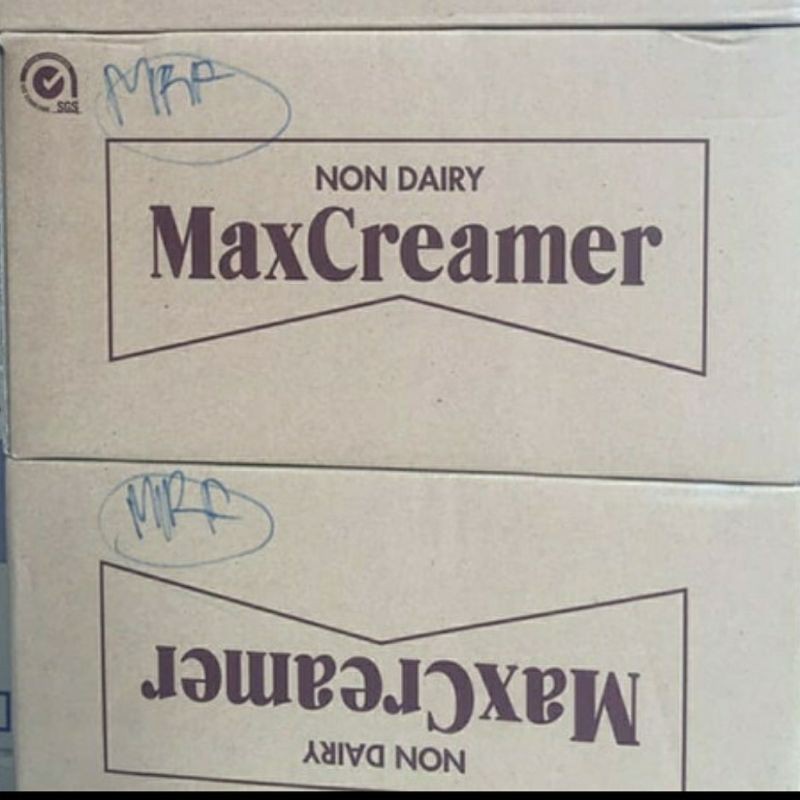 SGS
MRF
NON DAIRY
MaxCreamer
MRF
MaxCreamer
NON DAIRY